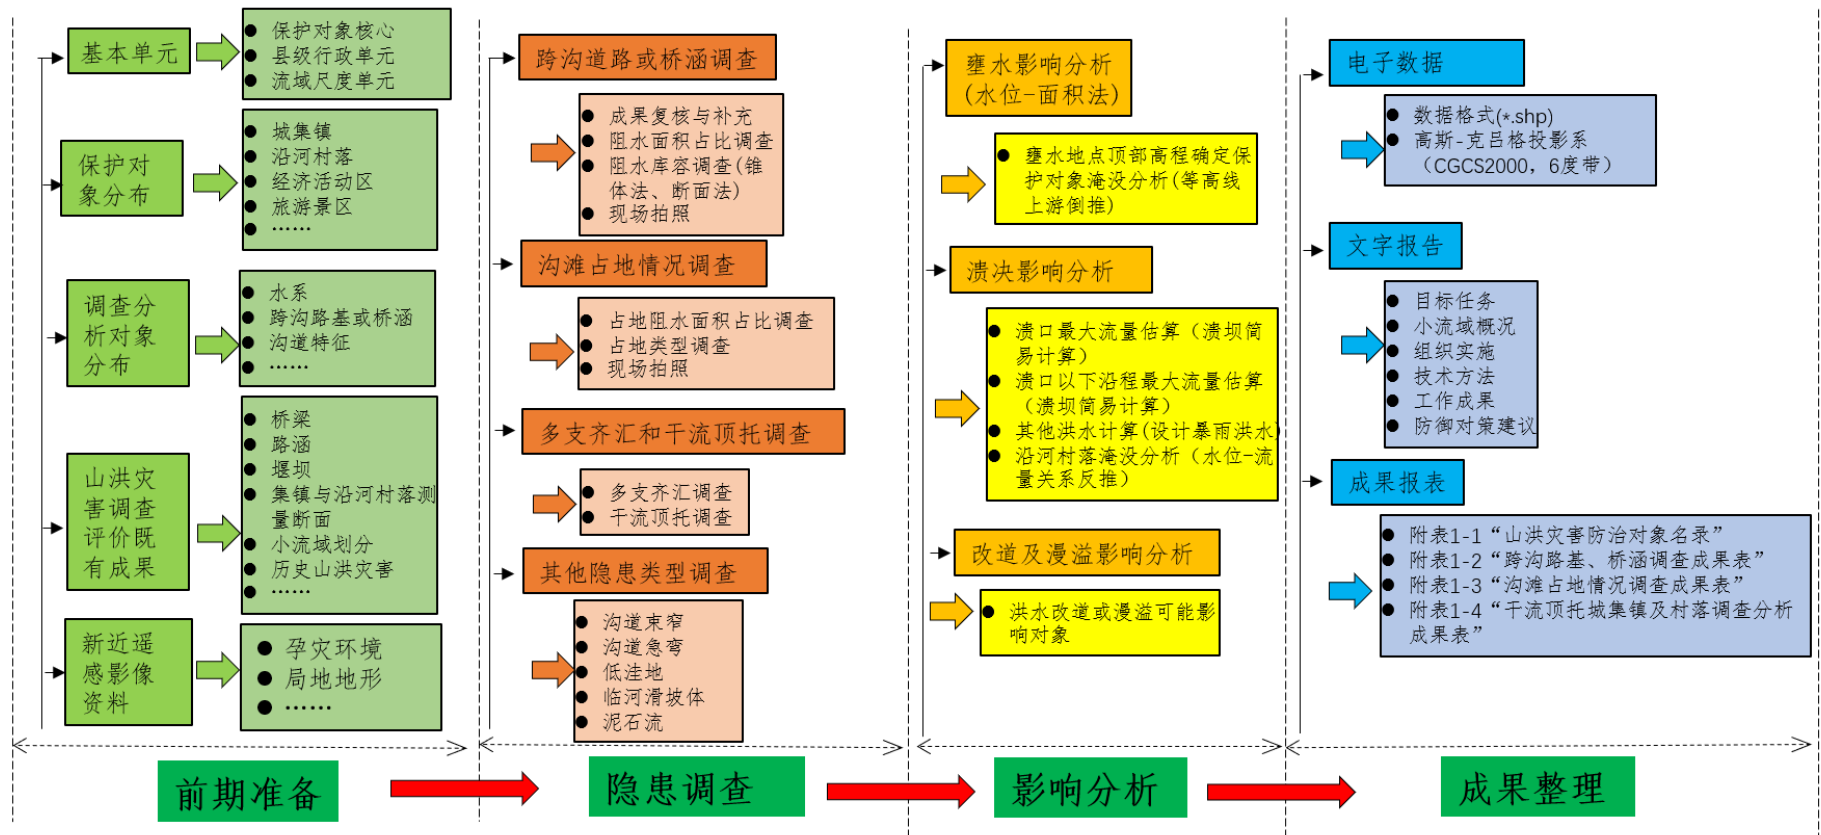 基本单元
保护对象核心
县级行政单元
流域尺度单元
保护对
象分布
城集镇
沿河村落
经济活动区
旅游景区
……
调查分
析对象
分布
水系
跨沟路基或桥涵
沟道特征
……
山洪灾
害调查
评价既
有成果
桥梁
路涵
堰坝
集镇与沿河村落测
量断面
小流域划分
历史山洪灾害
……
新近遥
感影像
资料
孕灾环境
局地地形
……
前期准备
跨沟道路或桥涵调查
成果复核与补充
阻水面积占比调查
阻水库容调查(锥
体法、断面法)
现场拍照
沟滩占地情况调查
占地阻水面积占比调查
占地类型调查
现场拍照
多支齐汇和干流顶托调查
多支齐汇调查
干流顶托调查
其他隐患类型调查
沟道束窄
沟道急弯
低洼地
临河滑坡体
泥石流
隐患调查
壅水影响分析
(水位-面积法)
壅水地点顶部高程确定保
护对象淹没分析(等高线
上游倒推)
溃决影响分析
溃口最大流量估算（溃坝简
易计算）
溃口以下沿程最大流量估算
（溃坝简易计算）
其他洪水计算(设计暴雨洪水)
沿河村落淹没分析（水位-流
量关系反推）
改道及漫溢影响分析
洪水改道或漫溢可能影
响对象
影响分析
电子数据
数据格式(*.shp)
高斯-克吕格投影系
（CGCS2000，6度带）
文字报告
目标任务
小流域概况
组织实施
技术方法
工作成果
防御对策建议
成果报表
附表1-1“山洪灾害防治对象名录”
附表1-2“跨沟路基、桥涵调查成果表”
附表1-3“沟滩占地情况调查成果表”
附表1-4“干流顶托城集镇及村落调查分析
成果表”
成果整理